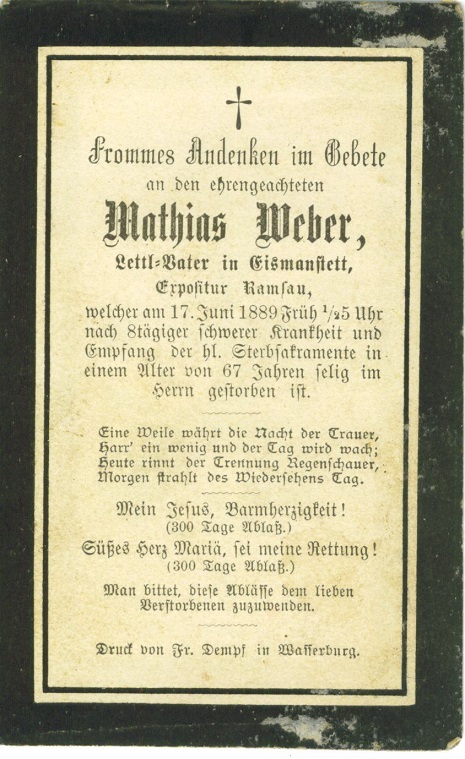 Frommes Andenken im Gebete
an den ehrengeachteten
Mathias Weber,
Lettl=Vater in Eismanstett,
Expositur Ramsau,
welcher am 17. Juni 1889 Früh ½5 Uhr
nach 8tägiger schwerer Krankheit und
Empfang der hl. Sterbsakramente in
einem Alter von 67 Jahren selig im
Herrn gestorben ist.
Eine Weile währt die Nacht der Trauer,
Harr' ein wenig und der Tag wird wach;
Heute rinnt der Trennung Regenschauer,
Morgen strahlt des Wiedersehens Tag.
Mein Jesus, Barmherzigkeit!
(300 Tage Ablaß.)
Süßes Herz Mariä, sei meine Rettung!
(300 Tage Ablaß.)
Man bittet, diese Ablässe dem lieben
Verstorbenen zuzuwenden.
Druck von Fr. Dempf in Wasserburg.